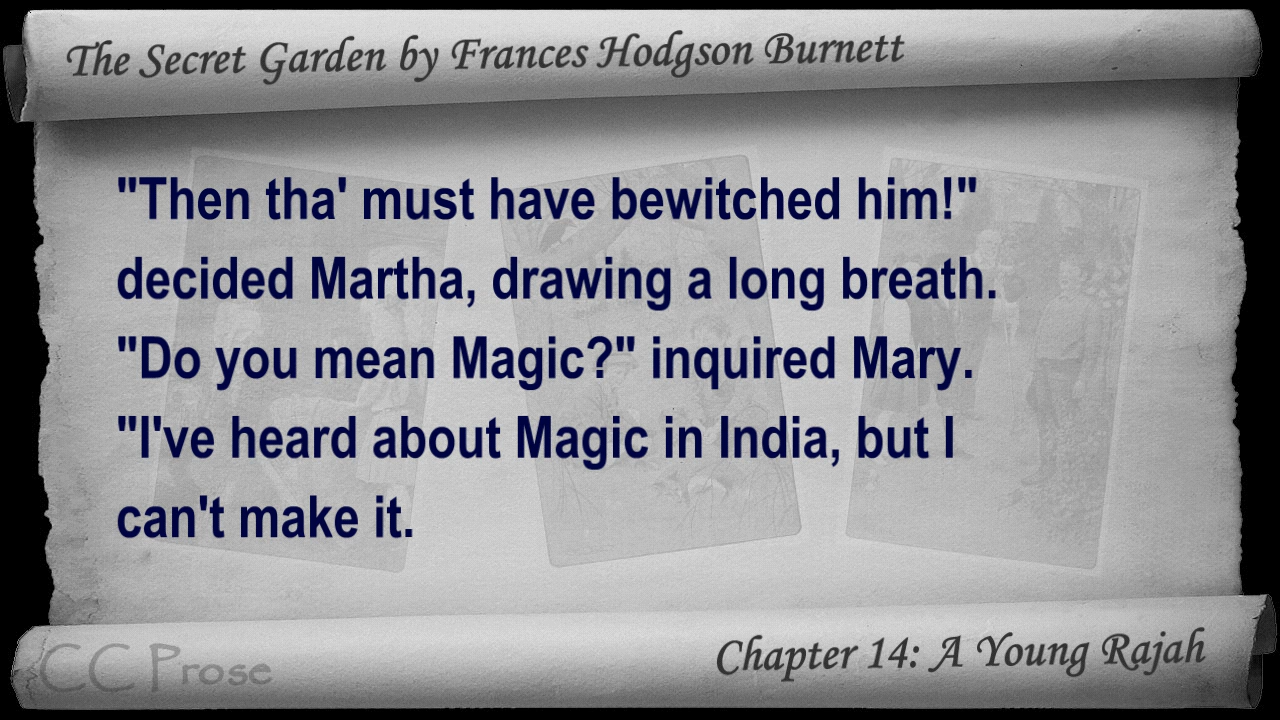 The Secret Garden by Frances Hodgson Burnett
"Then tha' must have bewitched him!"
decided Martha, drawing a long breath.
"Do you mean Magic?" inquired Mary.
"I've heard about Magic in India, but I
can't make it.
Chapter 14: A Young Rajah
CC Prose